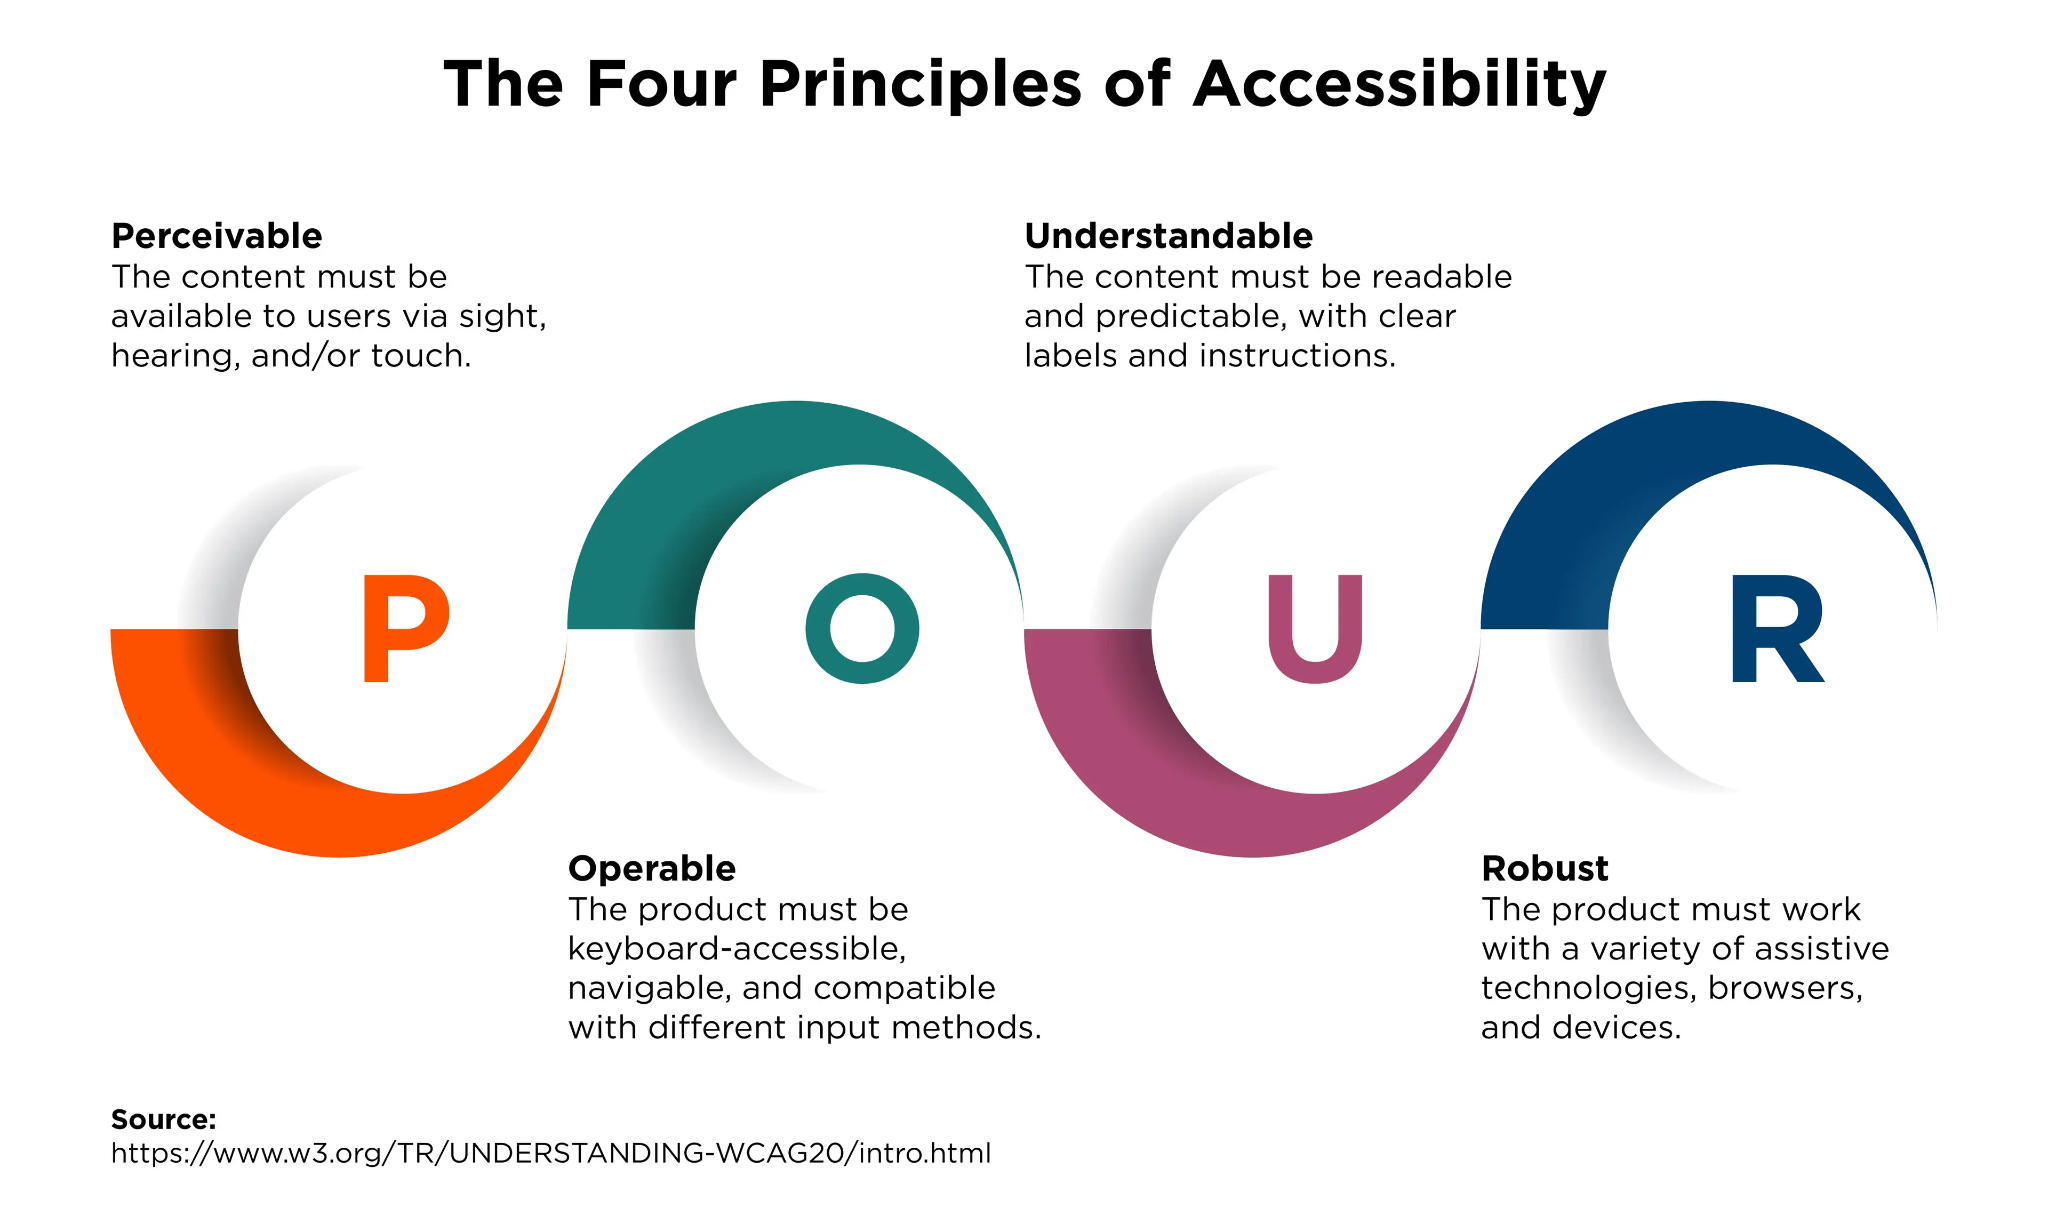 The Four Principles of Accessibility
Perceivable
The content must be
available to users via sight,
hearing, and/or touch.
Understandable
The content must be readable
and predictable, with clear
labels and instructions.
P
O
U
R
Operable
The product must be
keyboard-accessible,
navigable, and compatible
with different input methods.
Robust
The product must work
with a variety of assistive
technologies, browsers,
and devices.
Source:
https://www.w3.org/TR/UNDERSTANDING-WCAG20/intro.html